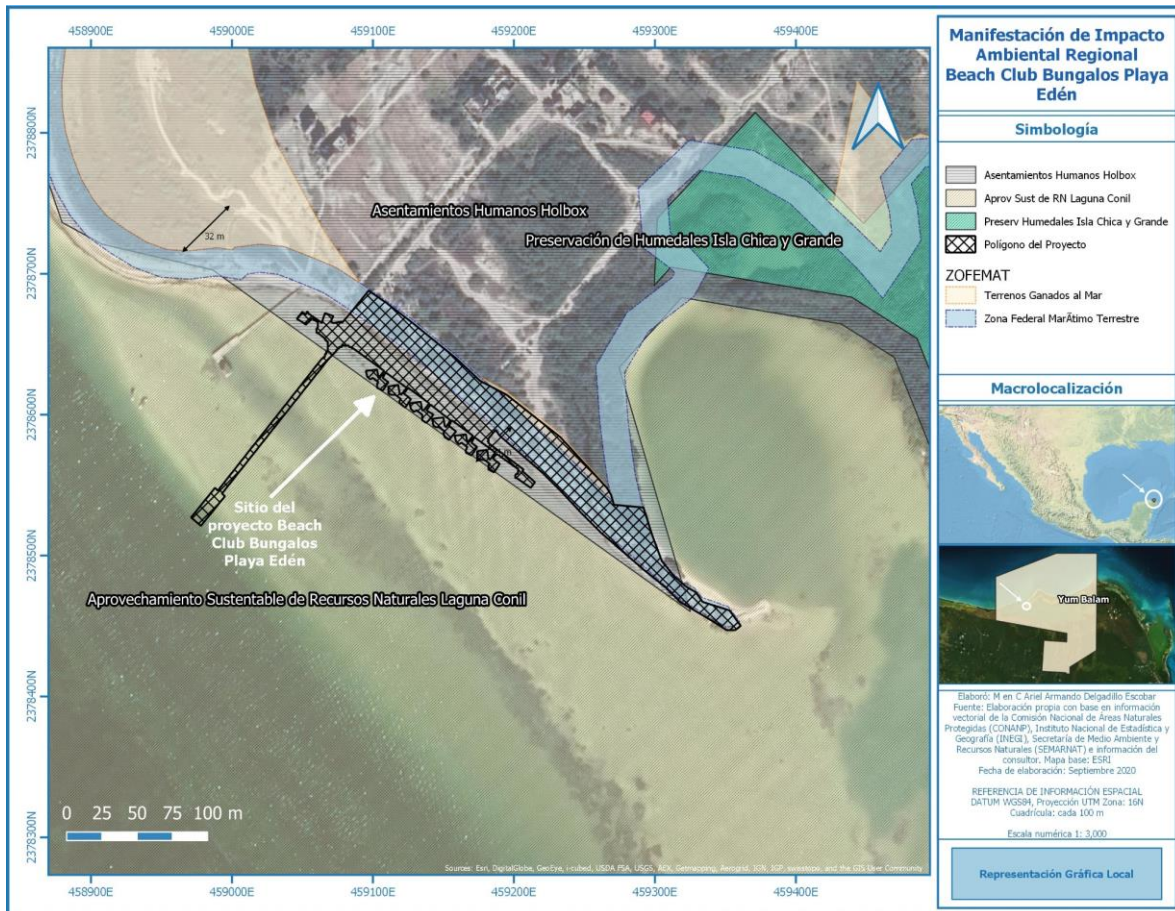 458900E 459000E 459100E 459200E 459300E 459400E
2378800N
2378700N
2378600N
2378500N
2378400N
2378300N
Asentamientos Humanos Holbox
Preservación de Humedales Isla Chica y Grande
32 m
Sitio del
proyecto Beach
Club Bungalos
Playa Edén
Aprovechamiento Sustentable de Recursos Naturales Laguna Conil
0 25 50 75 100 m
Sources: Esri, DigitalGlobe, GeoEye, i-cubed, USDA FSA, USGS, AEX, Getmapping, Aerogrid, IGN, IGP, swisstopo, and the GIS User Community
458900E 459000E 459100E 459200E 459300E 459400E
Manifestación de Impacto
Ambiental Regional
Beach Club Bungalos Playa
Edén
Simbología
Asentamientos Humanos Holbox
Aprov Sust de RN Laguna Conil
Preserv Humedales Isla Chica y Grande
Polígono del Proyecto
ZOFEMAT
Terrenos Ganados al Mar
Zona Federal MarÃtimo Terrestre
Macrolocalización
Yum Balam
Elaboró: M en C Ariel Armando Delgadillo Escobar
Fuente: Elaboración propia con base en información
vectorial de la Comisión Nacional de Áreas Naturales
Protegidas (CONANP), Instituto Nacional de Estadística y
Geografía (INEGI), Secretaría de Medio Ambiente y
Recursos Naturales (SEMARNAT) e información del
consultor. Mapa base: ESRI
Fecha de elaboración: Septiembre 2020
REFERENCIA DE INFORMACIÓN ESPACIAL
DATUM WGS84, Proyección UTM Zona: 16N
Cuadrícula: cada 100 m
Escala numérica 1: 3,000
Representación Gráfica Local